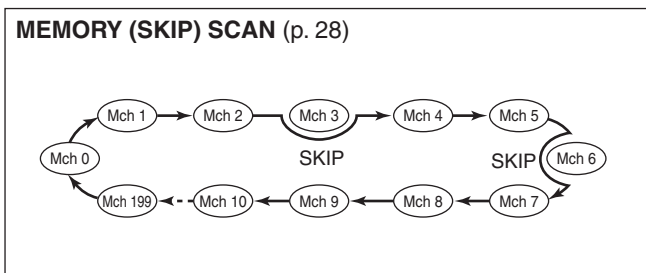 MEMORY (SKIP) SCAN (p. 28)
Mch 1 Mch 2 Mch 3 Mch 4 Mch 5
SKIP
Mch 0 SKIP Mch 6
Mch 199 Mch 10 Mch 9 Mch 8 Mch 7